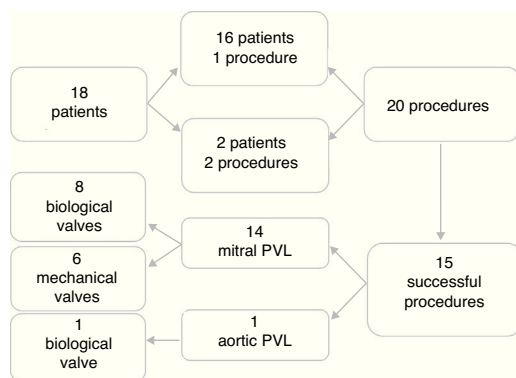 16 patients
1 procedure
18
patients
20 procedures
2 patients
2 procedures
8
biological
valves
14
mitral PVL
6
mechanical
valves
15
successful
procedures
1
biological
valve
1
aortic PVL